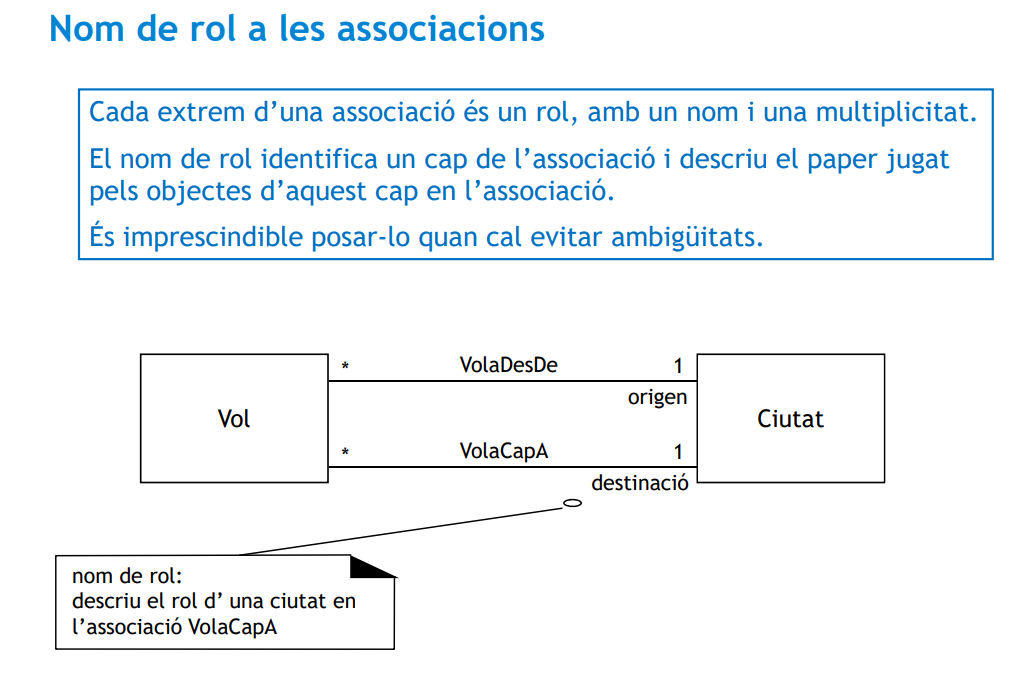 Nom de rol a les associacions
Cada extrem d’una associació és un rol, amb un nom i una multiplicitat.
El nom de rol identifica un cap de l’associació i descriu el paper jugat
pels objectes d’aquest cap en l’associació.
És imprescindible posar-lo quan cal evitar ambigüitats.
* VolaDesDe 1
origen
Vol
Ciutat
* VolaCapA 1
destinació
nom de rol:
descriu el rol d’ una ciutat en
l’associació VolaCapA